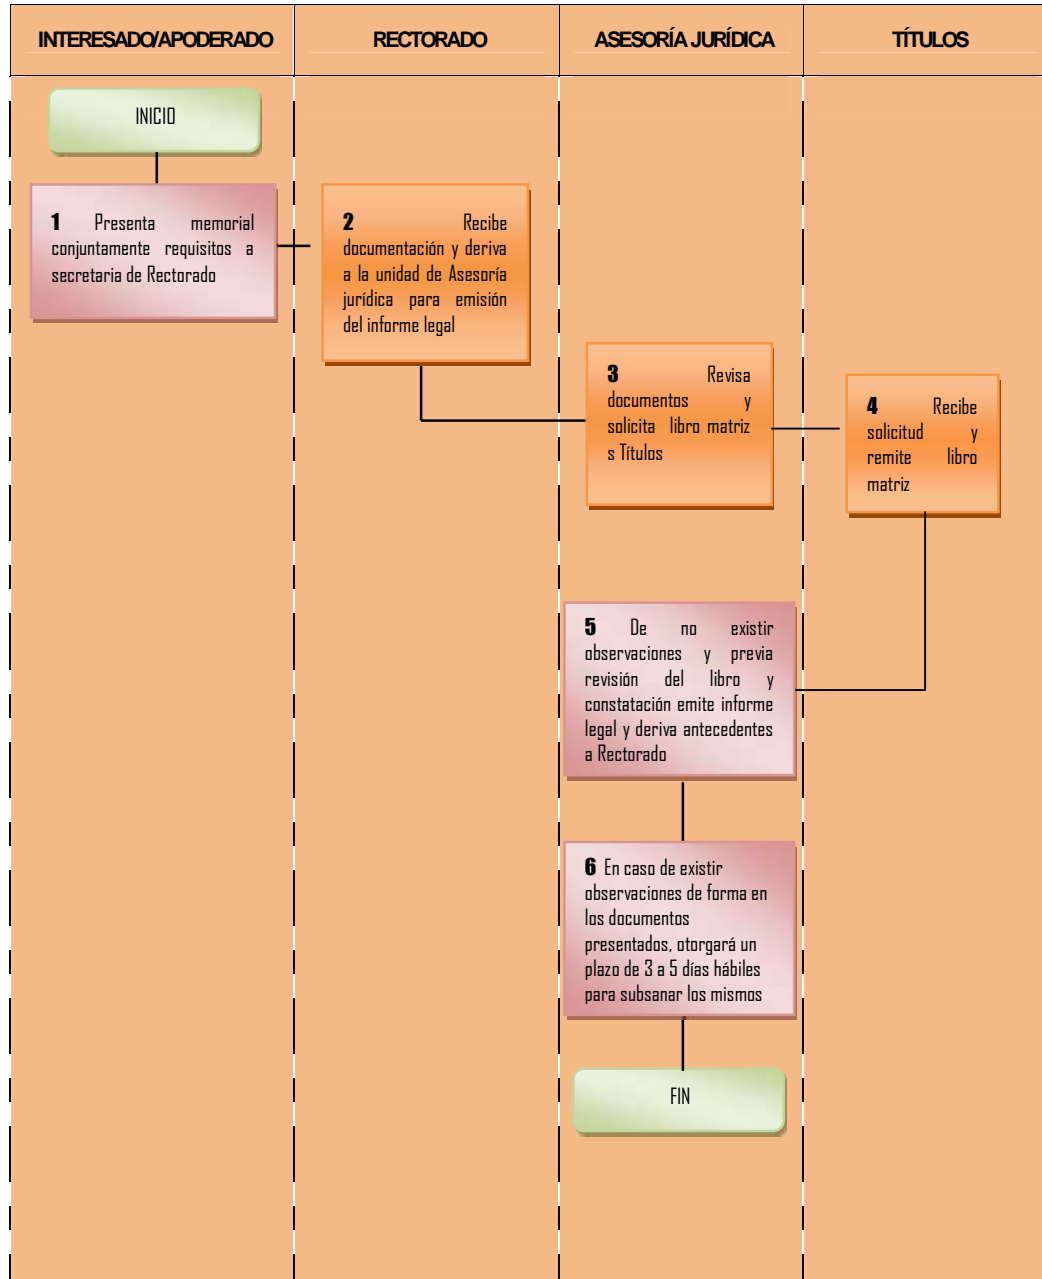 INTERESADO/APODERADO
RECTORADO
ASESORÍA JURÍDICA
TÍTULOS
INICIO
1 Presenta memorial
conjuntamente requisitos a
secretaria de Rectorado
2 Recibe
documentación y deriva
a la unidad de Asesoría
jurídica para emisión
del informe legal
3 Revisa
documentos y
solicita libro matriz
s Títulos
4 Recibe
solicitud y
remite libro
matriz
5 De no existir
observaciones y previa
revisión del libro y
constatación emite informe
legal y deriva antecedentes
a Rectorado
6 En caso de existir
observaciones de forma en
los documentos
presentados, otorgará un
plazo de 3 a 5 días hábiles
para subsanar los mismos
FIN